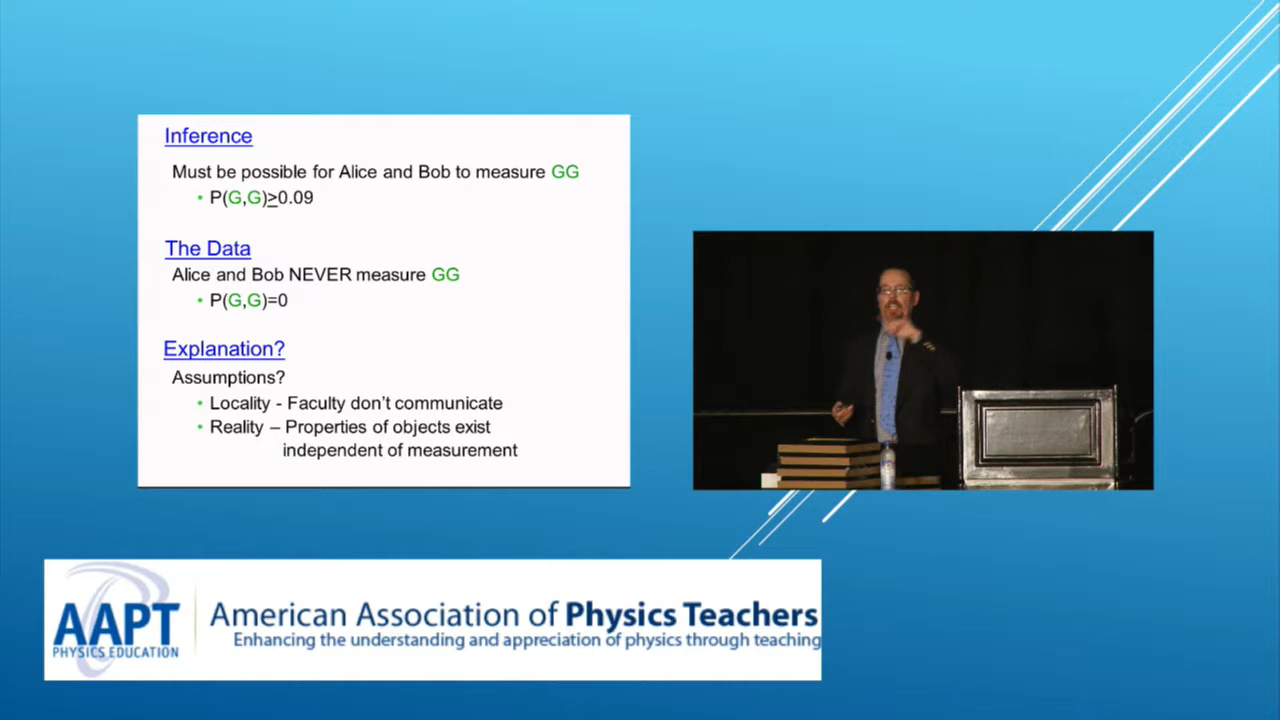 Inference
Must be possible for Alice and Bob to measure GG
• P(G,G)≥0.09
The Data
Alice and Bob NEVER measure GG
• P(G,G)=0
Explanation?
Assumptions?
• Locality - Faculty don't communicate
• Reality – Properties of objects exist
independent of measurement
AAPT
PHYSICS EDUCATION
American Association of Physics Teachers
Enhancing the understanding and appreciation of physics through teaching